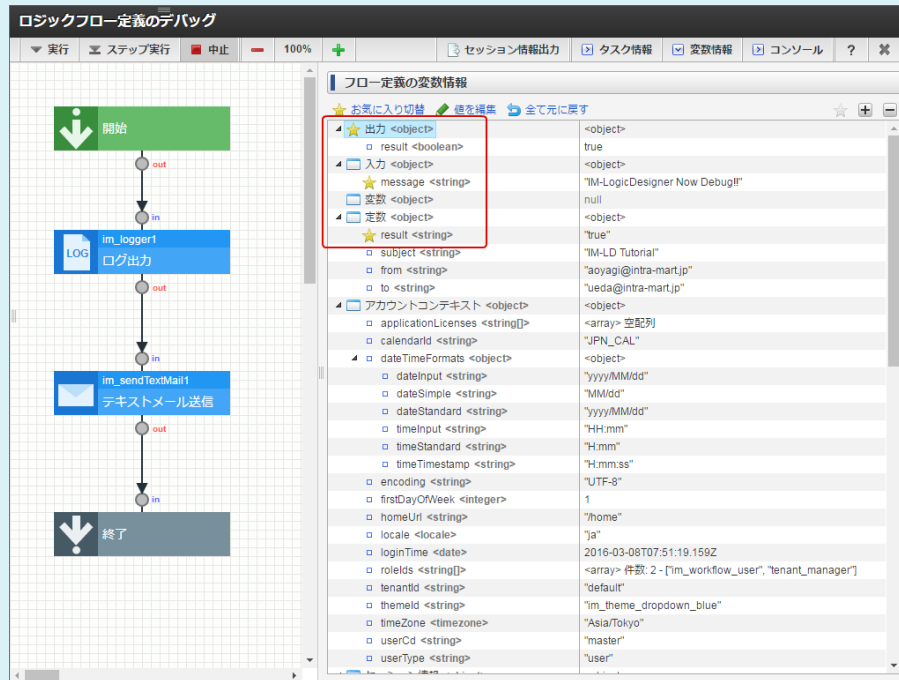 ロジックフロー定義のデバッグ
実行 ステップ実行 中止 100% セッション情報出力 タスク情報 変数情報 コンソール ?
フロー定義の変数情報
お気に入り切替 値を編集 全て元に戻す
開始
out
in
im_logger1
LOG
ログ出力
out
in
im_sendTextMail1
テキストメール送信
out
in
終了
出力 <object> <object>
result <boolean> true
入力 <object> <object>
message <string> "IM-LogicDesigner Now Debug!!"
変数 <object> null
定数 <object> <object>
result <string> "true"
subject <string> "IM-LD Tutorial"
from <string> "aoyagi@intra-mart.jp"
to <string> "ueda@intra-mart.jp"
アカウントコンテキスト <object> <object>
applicationLicenses <string[]> <array> 空配列
calendarId <string> "JPN_CAL"
dateTimeFormats <object> <object>
dateInput <string> "yyyy/MM/dd"
dateSimple <string> "MM/dd"
dateStandard <string> "yyyy/MM/dd"
timeInput <string> "HH:mm"
timeStandard <string> "H:mm"
timeTimestamp <string> "H:mm:ss"
encoding <string> "UTF-8"
firstDayOfWeek <integer> 1
homeUrl <string> "/home"
locale <locale> "ja"
loginTime <date> 2016-03-08T07:51:19.159Z
roleIds <string[]> <array> 件数: 2 - ["im_workflow_user", "tenant_manager"]
tenantId <string> "default"
themeId <string> "im_theme_dropdown_blue"
timeZone <timezone> "Asia/Tokyo"
userCd <string> "master"
userType <string> "user"